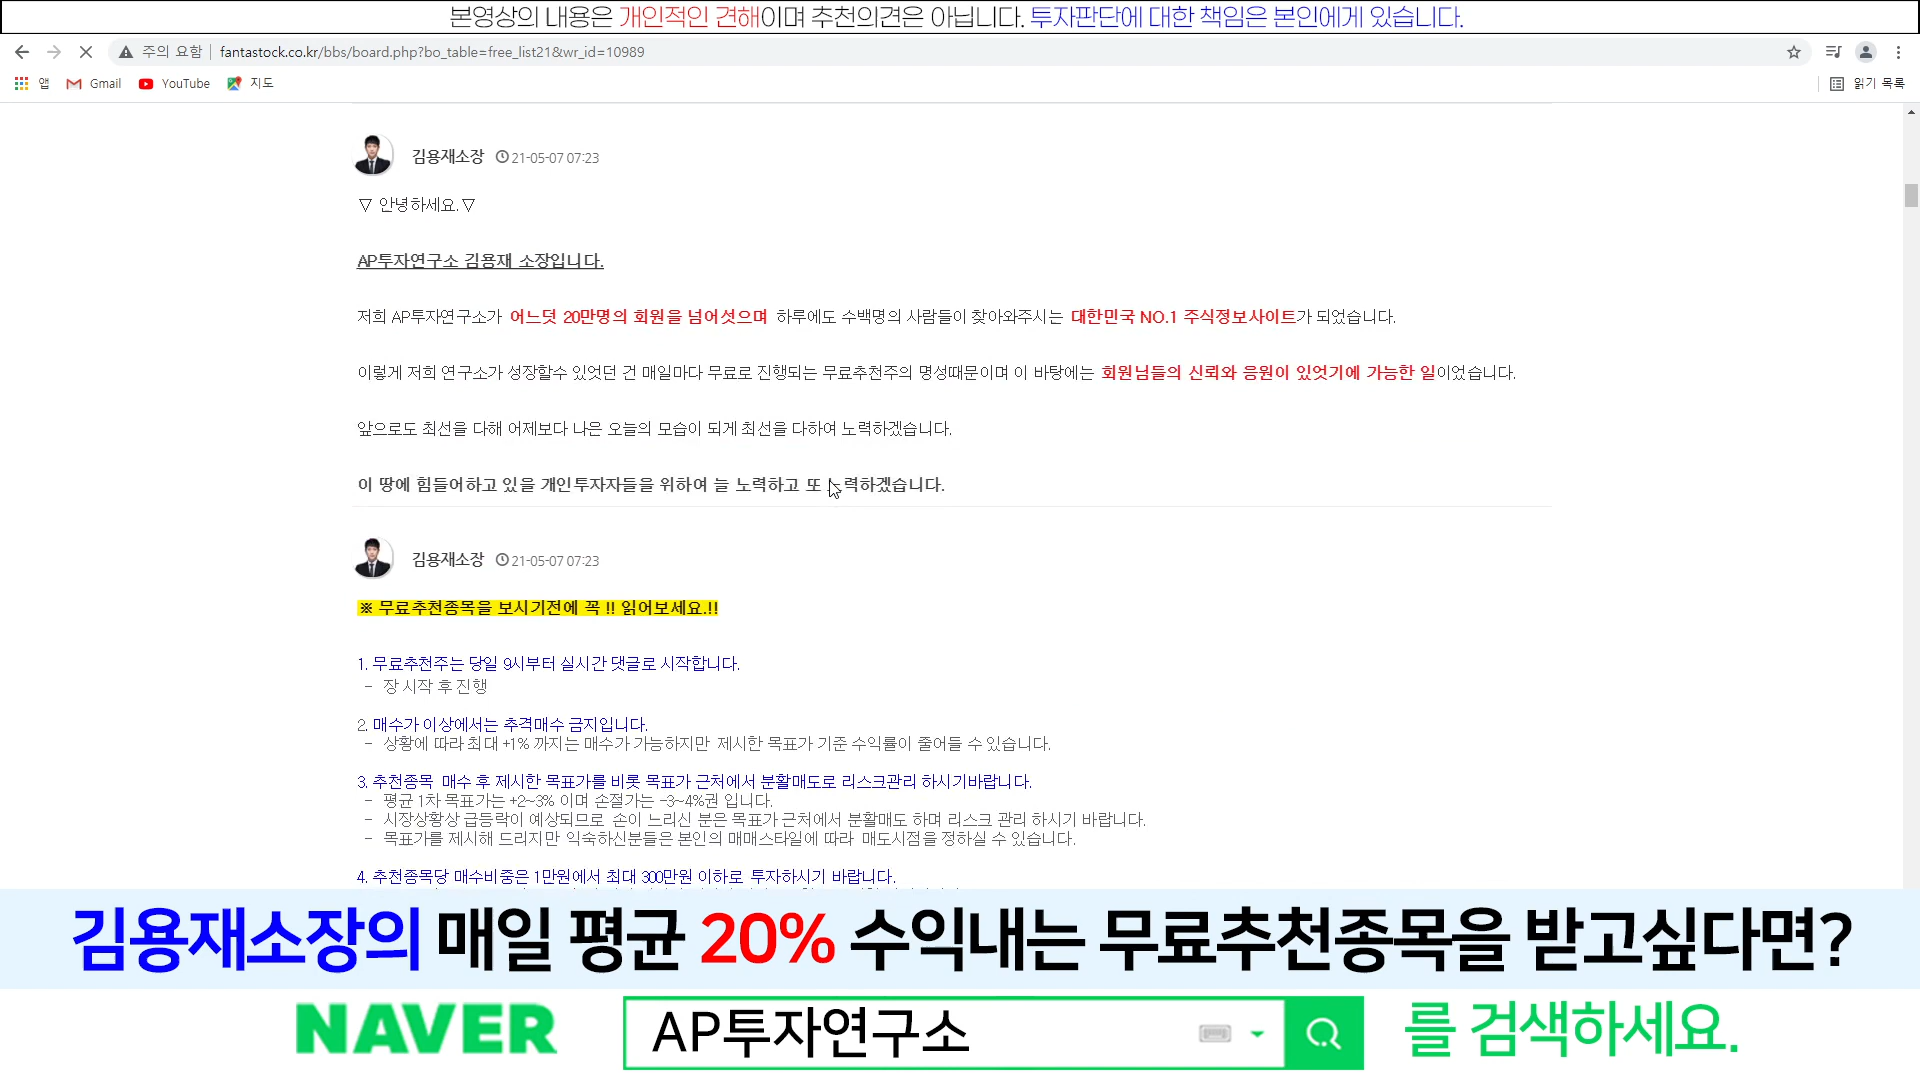 본영상의 내용은 개인적인 견해이며 추천의견은 아닙니다. 투자판단에 대한 책임은 본인에게 있습니다.
주의 요함 | fantastock.co.kr/bbs/board.php?bo_table=free_list21&wr_id=10989
앱 Gmail YouTube 지도 읽기 목록
김용재소장 21-05-07 07:23
▽ 안녕하세요.▽
AP투자연구소 김용재 소장입니다.
저희 AP투자연구소가 어느덧 20만명의 회원을 넘어섯으며 하루에도 수백명의 사람들이 찾아와주시는 대한민국 NO.1 주식정보사이트가 되었습니다.
이렇게 저희 연구소가 성장할수 있엇던 건 매일마다 무료로 진행되는 무료추천주의 명성때문이며 이 바탕에는 회원님들의 신뢰와 응원이 있엇기에 가능한 일이었습니다.
앞으로도 최선을 다해 어제보다 나은 오늘의 모습이 되게 최선을 다하여 노력하겠습니다.
이 땅에 힘들어하고 있을 개인투자자들을 위하여 늘 노력하고 또 노력하겠습니다.
김용재소장 21-05-07 07:23
※ 무료추천종목을 보시기전에 꼭 !! 읽어보세요.!!
1. 무료추천주는 당일 9시부터 실시간 댓글로 시작합니다.
- 장 시작 후 진행
2. 매수가 이상에서는 추격매수 금지입니다.
- 상황에 따라 최대 +1% 까지는 매수가 가능하지만 제시한 목표가 기준 수익률이 줄어들 수 있습니다.
3. 추천종목 매수 후 제시한 목표가를 비롯 목표가 근처에서 분활매도로 리스크관리 하시기바랍니다.
- 평균 1차 목표가는 +2~3% 이며 손절가는 -3~4%권 입니다.
- 시장상황상 급등락이 예상되므로 손이 느리신 분은 목표가 근처에서 분활매도 하며 리스크 관리 하시기 바랍니다.
- 목표가를 제시해 드리지만 익숙하신분들은 본인의 매매스타일에 따라 매도시점을 정하실 수 있습니다.
4. 추천종목당 매수비중은 1만원에서 최대 300만원 이하로 투자하시기 바랍니다.
김용재소장의 매일 평균 20% 수익내는 무료추천종목을 받고싶다면?
NAVER AP투자연구소 를 검색하세요.